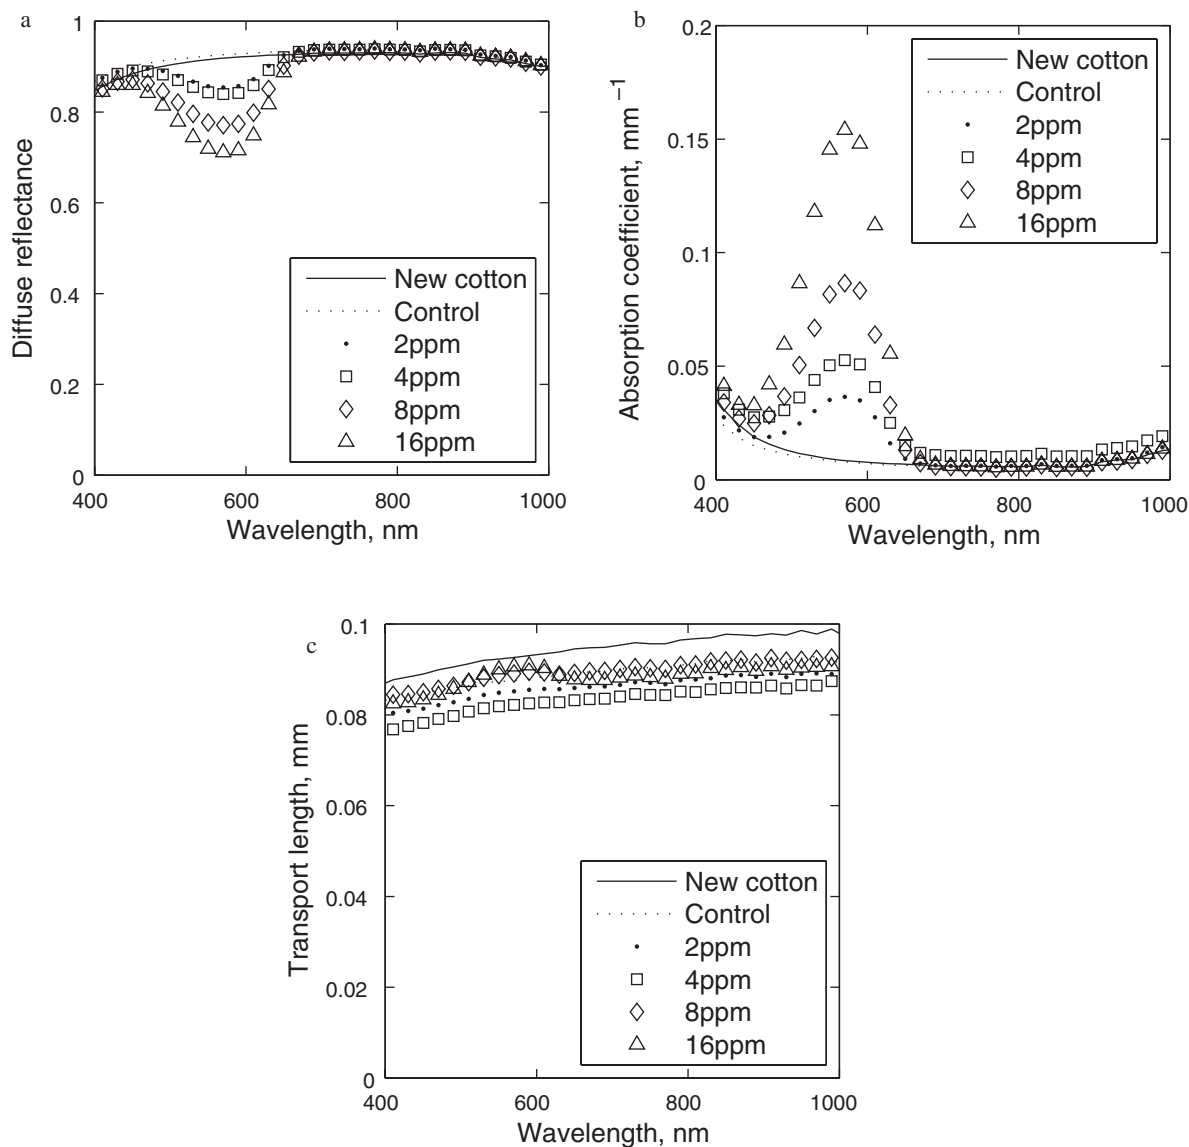 a
1
0.8
0.6
0.4
0.2
0
400
600
800
1000
Diffuse reflectance
Wavelength, nm
New cotton
Control
2ppm
4ppm
8ppm
16ppm
b
0.2
0.15
0.1
0.05
0
400
600
800
1000
Absorption coefficient, mm−1
Wavelength, nm
New cotton
Control
2ppm
4ppm
8ppm
16ppm
c
0.1
0.08
0.06
0.04
0.02
0
400
600
800
1000
Transport length, mm
Wavelength, nm
New cotton
Control
2ppm
4ppm
8ppm
16ppm